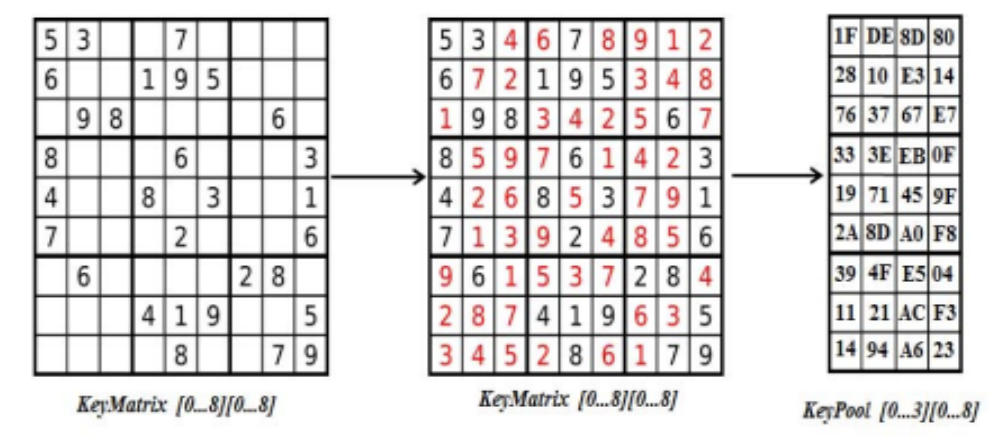 5 3 7
6 1 9 5
9 8 6
8 6 3
4 8 3 1
7 2 6
6 2 8
4 1 9 5
8 7 9
KeyMatrix [0...8][0...8]
5 3 4 6 7 8 9 1 2
6 7 2 1 9 5 3 4 8
1 9 8 3 4 2 5 6 7
8 5 9 7 6 1 4 2 3
4 2 6 8 5 3 7 9 1
7 1 3 9 2 4 8 5 6
9 6 1 5 3 7 2 8 4
2 8 7 4 1 9 6 3 5
3 4 5 2 8 6 1 7 9
KeyMatrix [0...8][0...8]
1F DE 8D 80
28 10 E3 14
76 37 67 E7
33 3E EB 0F
19 71 45 9F
2A 8D A0 F8
39 4F E5 04
11 21 AC F3
14 94 A6 23
KeyPool [0...3][0...8]